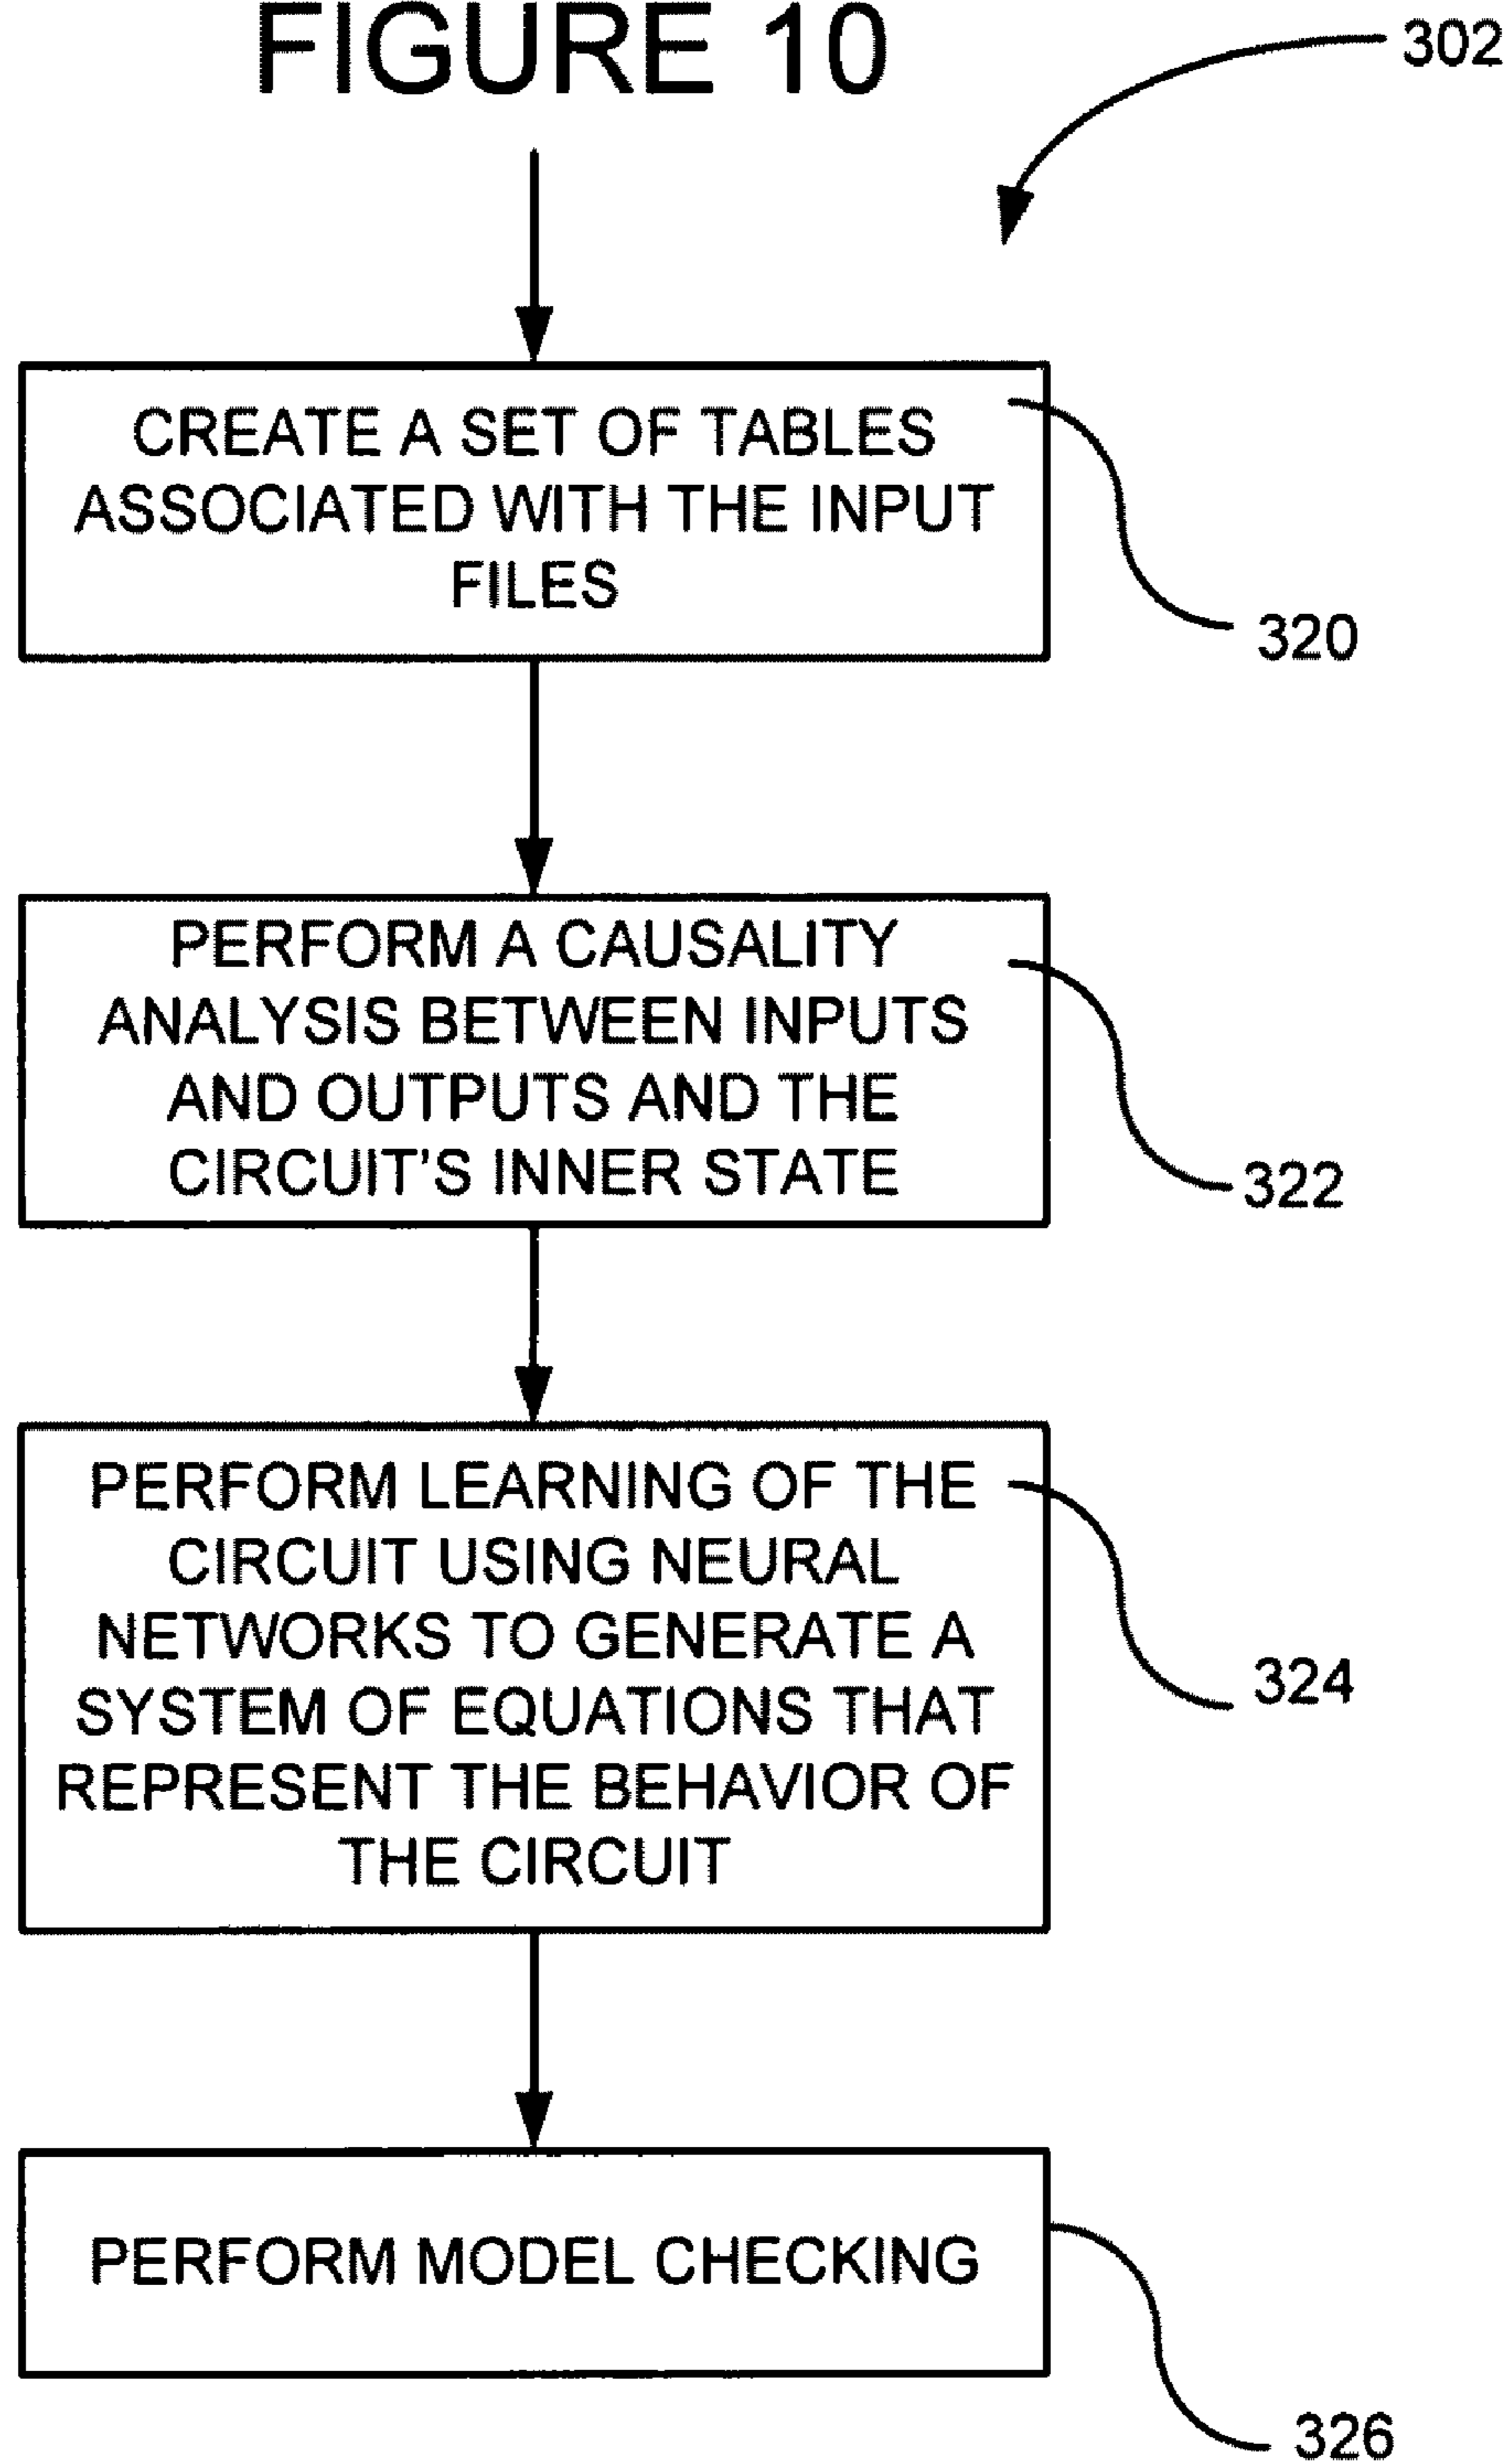 FIGURE 10
302
CREATE A SET OF TABLES
ASSOCIATED WITH THE INPUT
FILES
320
PERFORM A CAUSALITY
ANALYSIS BETWEEN INPUTS
AND OUTPUTS AND THE
CIRCUIT'S INNER STATE
322
PERFORM LEARNING OF THE
CIRCUIT USING NEURAL
NETWORKS TO GENERATE A
SYSTEM OF EQUATIONS THAT
REPRESENT THE BEHAVIOR OF
THE CIRCUIT
324
PERFORM MODEL CHECKING
326